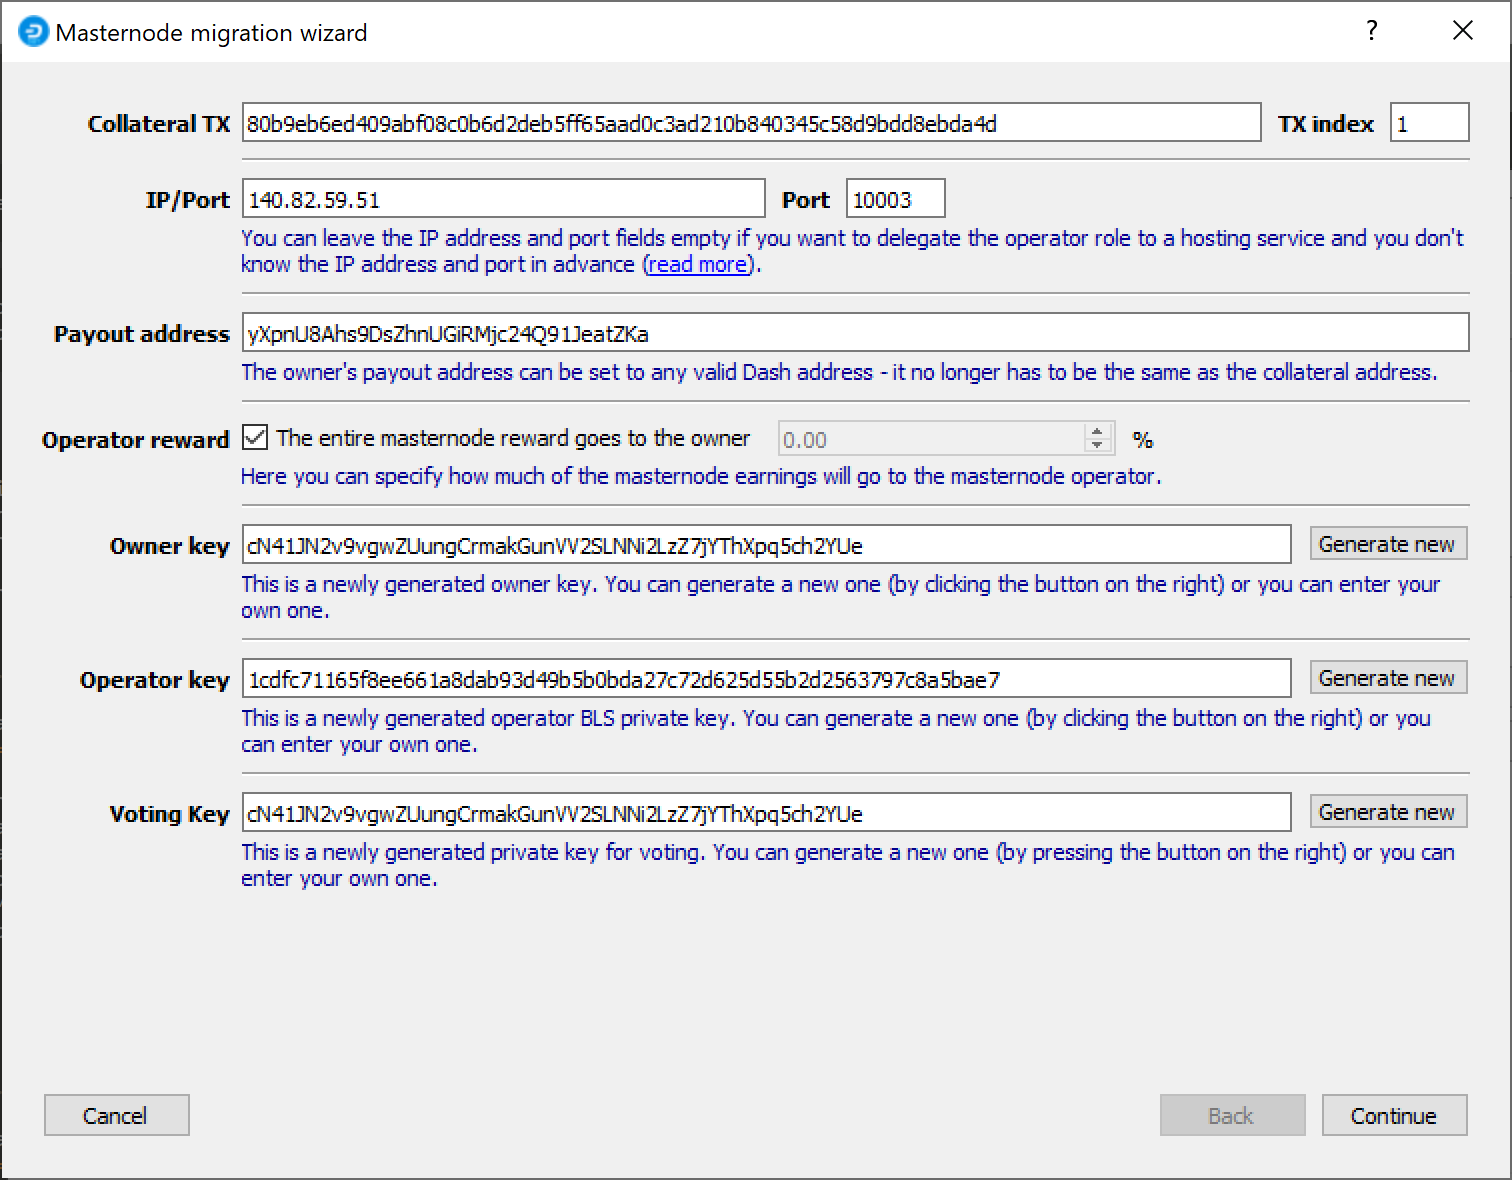 Masternode migration wizard ?
Collateral TX 80b9eb6ed409abf08c0b6d2deb5ff65aad0c3ad210b840345c58d9bdd8ebda4d TX index 1
IP/Port 140.82.59.51 Port 10003
You can leave the IP address and port fields empty if you want to delegate the operator role to a hosting service and you don't
know the IP address and port in advance (read more).
Payout address yXpnU8Ahs9DsZhnUGiRMjc24Q91JeatZKa
The owner's payout address can be set to any valid Dash address - it no longer has to be the same as the collateral address.
Operator reward The entire masternode reward goes to the owner 0.00 %
Here you can specify how much of the masternode earnings will go to the masternode operator.
Owner key cN41JN2v9vgwZUungCrmakGunVV2SLNNi2LzZ7jYThXpq5ch2YUe Generate new
This is a newly generated owner key. You can generate a new one (by clicking the button on the right) or you can enter your
own one.
Operator key 1cdfc71165f8ee661a8dab93d49b5b0bda27c72d625d55b2d2563797c8a5bae7 Generate new
This is a newly generated operator BLS private key. You can generate a new one (by clicking the button on the right) or you
can enter your own one.
Voting Key cN41JN2v9vgwZUungCrmakGunVV2SLNNi2LzZ7jYThXpq5ch2YUe Generate new
This is a newly generated private key for voting. You can generate a new one (by pressing the button on the right) or you can
enter your own one.
Cancel Back Continue